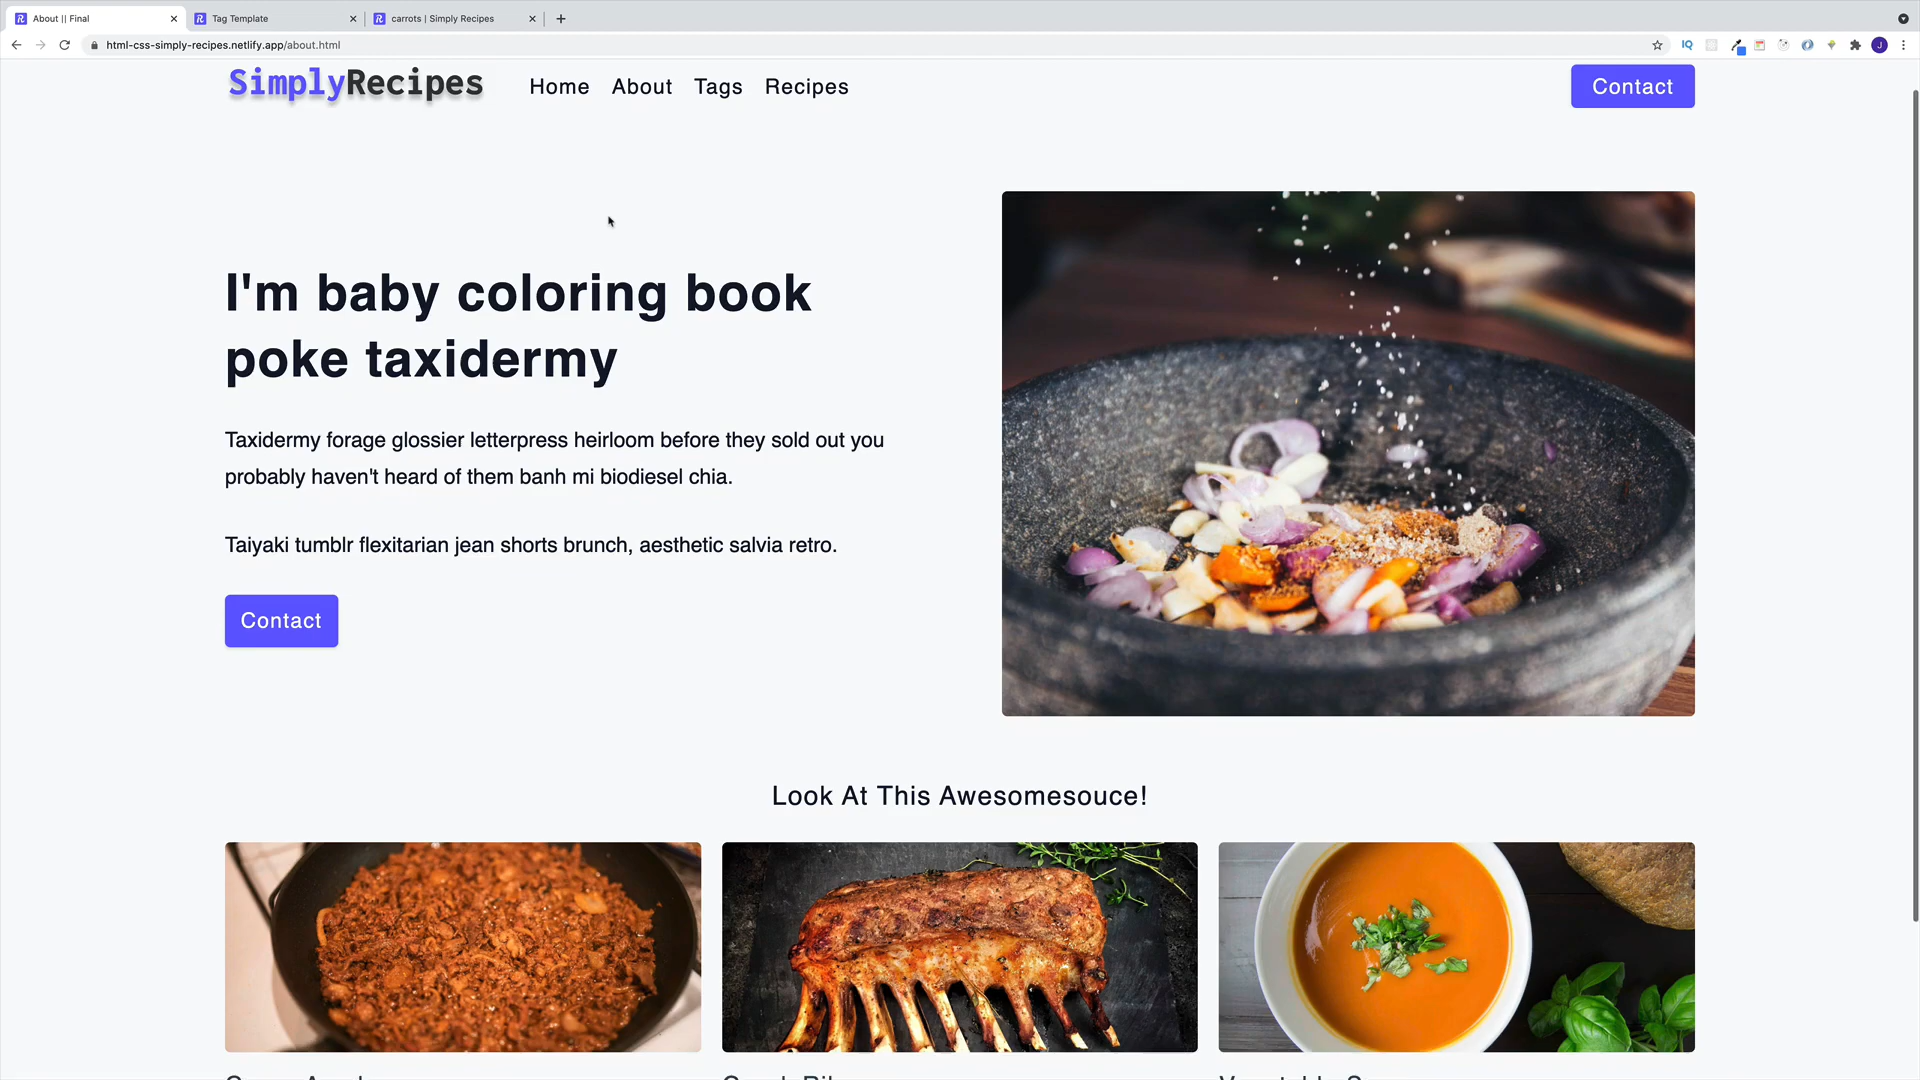 About || Final
Tag Template
carrots | Simply Recipes
html-css-simply-recipes.netlify.app/about.html
IQ
J
SimplyRecipes
Home
About
Tags
Recipes
Contact
I'm baby coloring book
poke taxidermy
Taxidermy forage glossier letterpress heirloom before they sold out you
probably haven't heard of them banh mi biodiesel chia.
Taiyaki tumblr flexitarian jean shorts brunch, aesthetic salvia retro.
Contact
Look At This Awesomesouce!